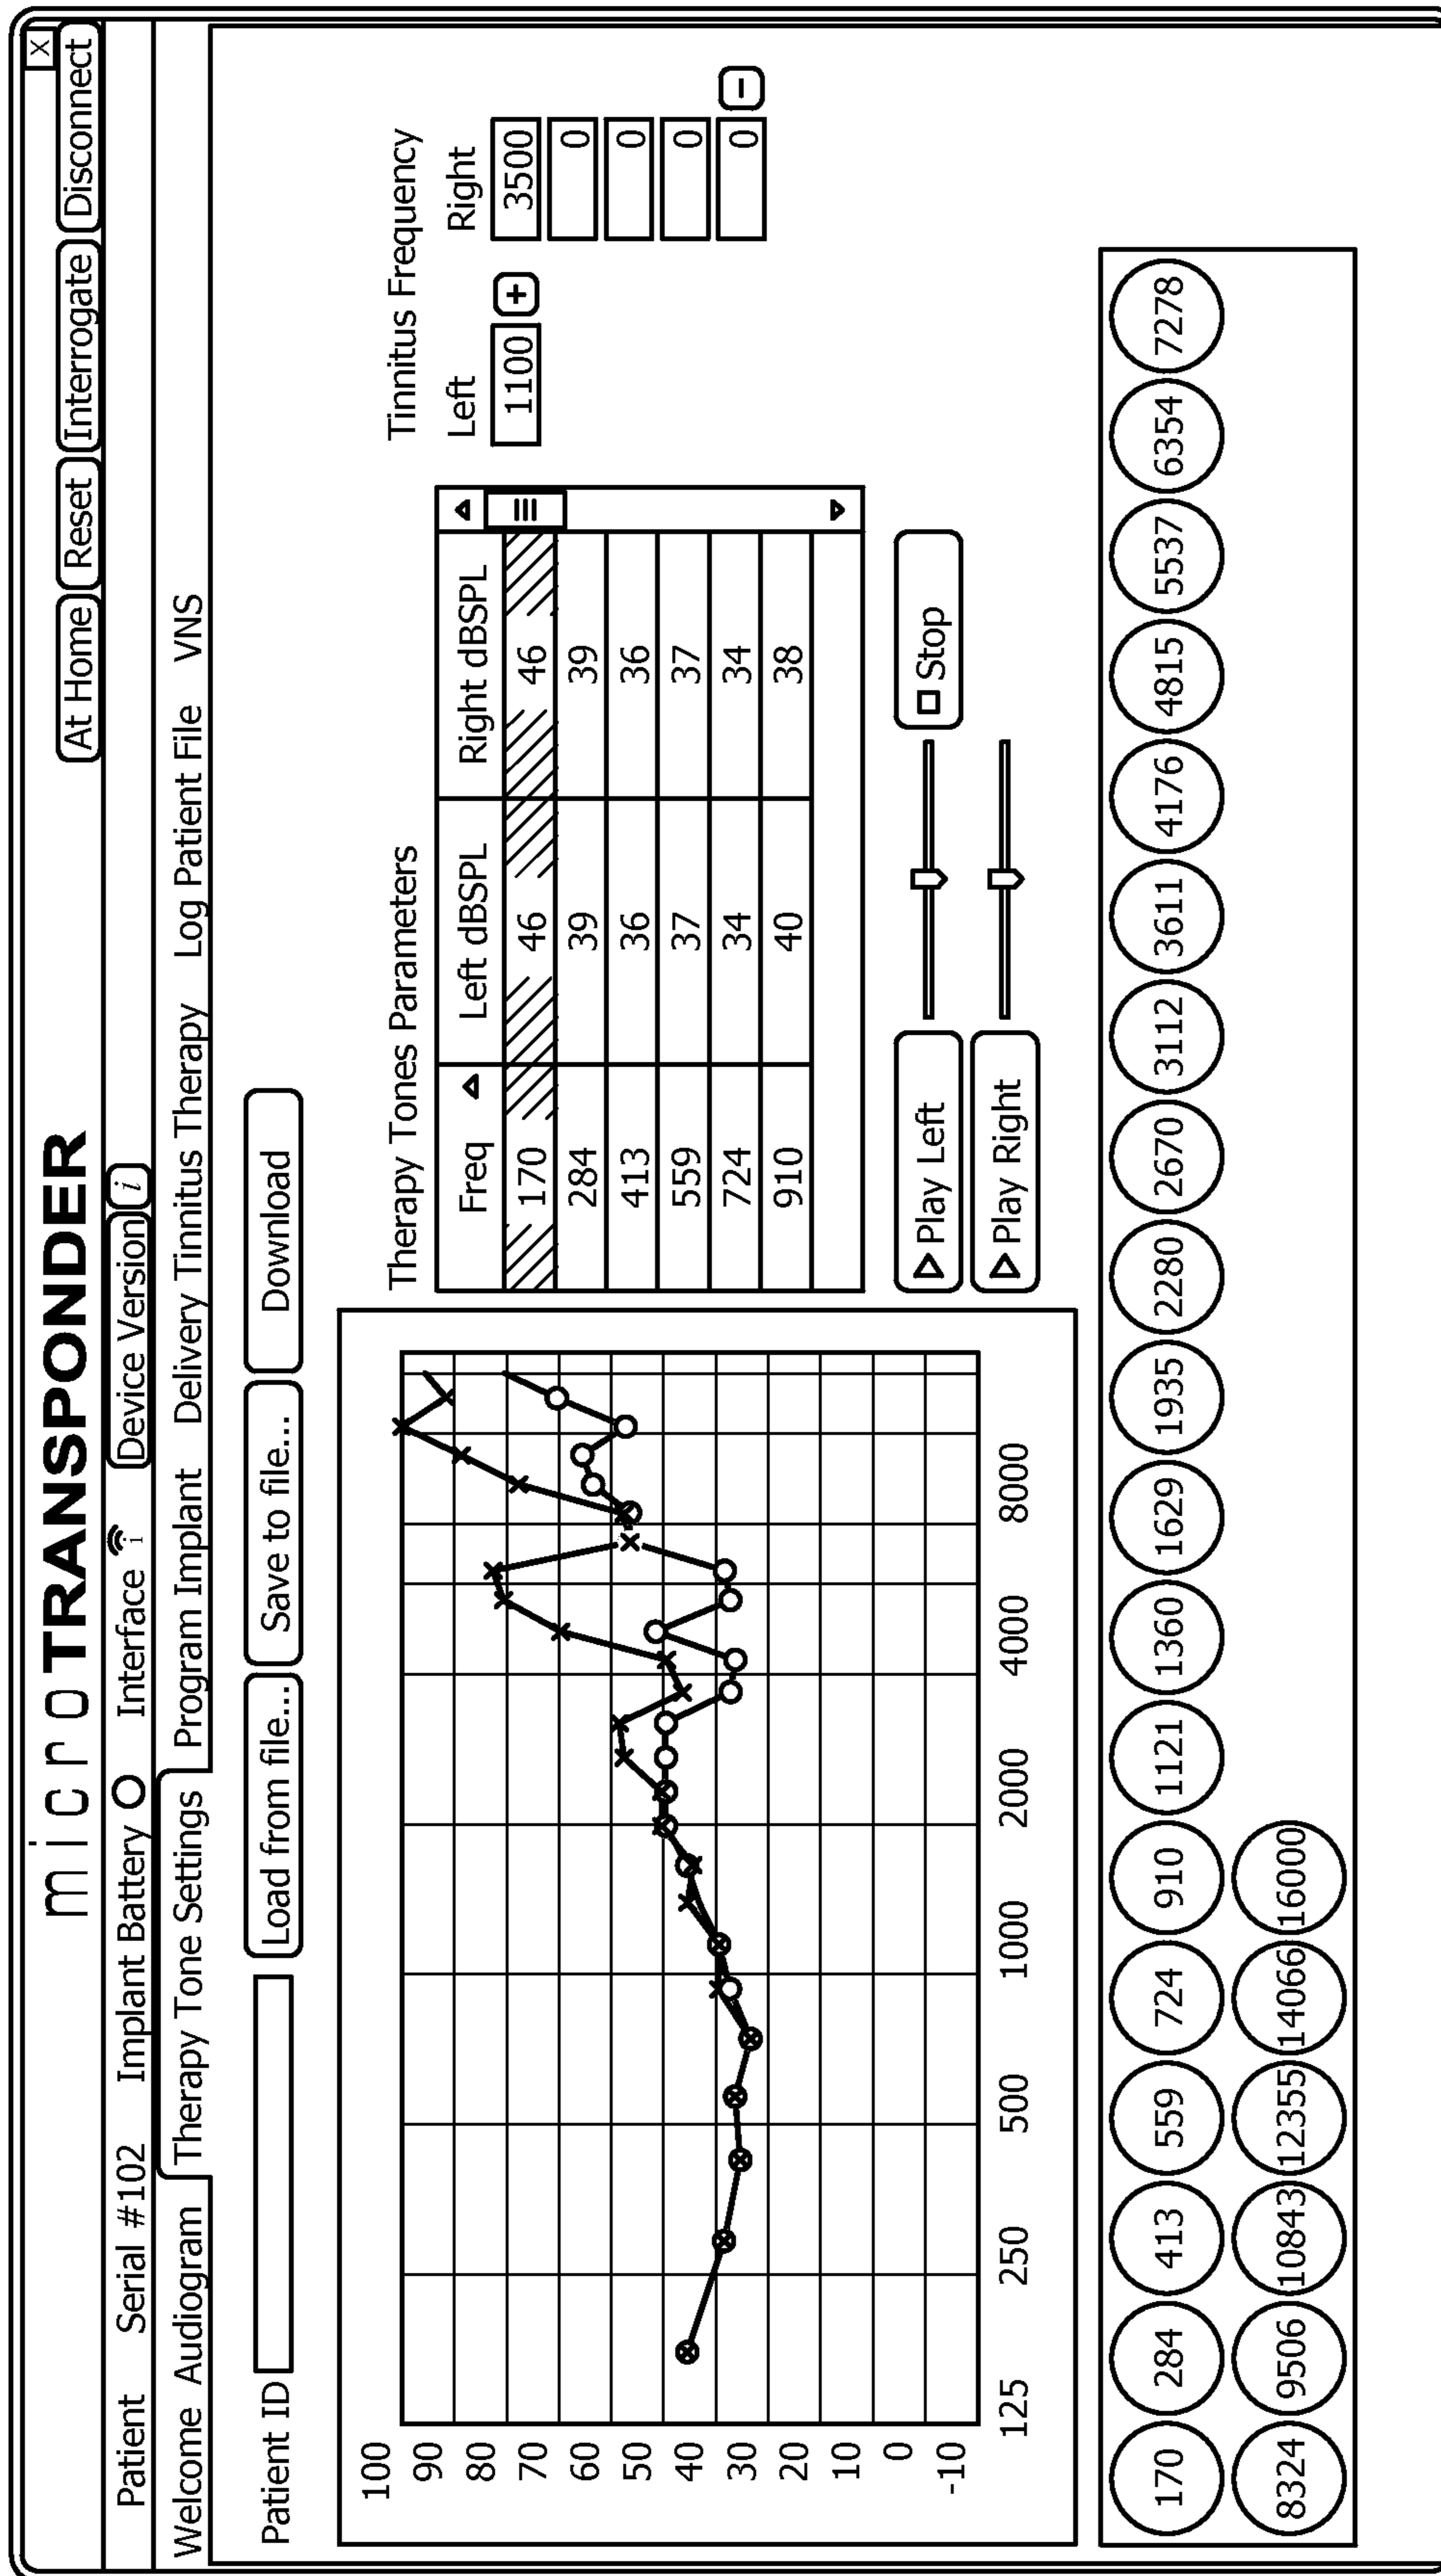 X
micro TRANSPONDER
At Home Reset Interrogate Disconnect
Patient Serial #102 Implant Battery Interface i Device Version i
Welcome Audiogram Therapy Tone Settings Program Implant Delivery Tinnitus Therapy Log Patient File VNS
Patient ID Load from file... Save to file... Download
100
90
80
70
60
50
40
30
20
10
0
-10
125 250 500 1000 2000 4000 8000
Therapy Tones Parameters
Freq Left dBSPL Right dBSPL
170 46 46
284 39 39
413 36 36
559 37 37
724 34 34
910 40 38
Play Left Stop
Play Right
Tinnitus Frequency
Left Right
1100 + 3500
0
0
0
0 −
170 284 413 559 724 910 1121 1360 1629 1935 2280 2670 3112 3611 4176 4815 5537 6354 7278
8324 9506 10843 12355 14066 16000